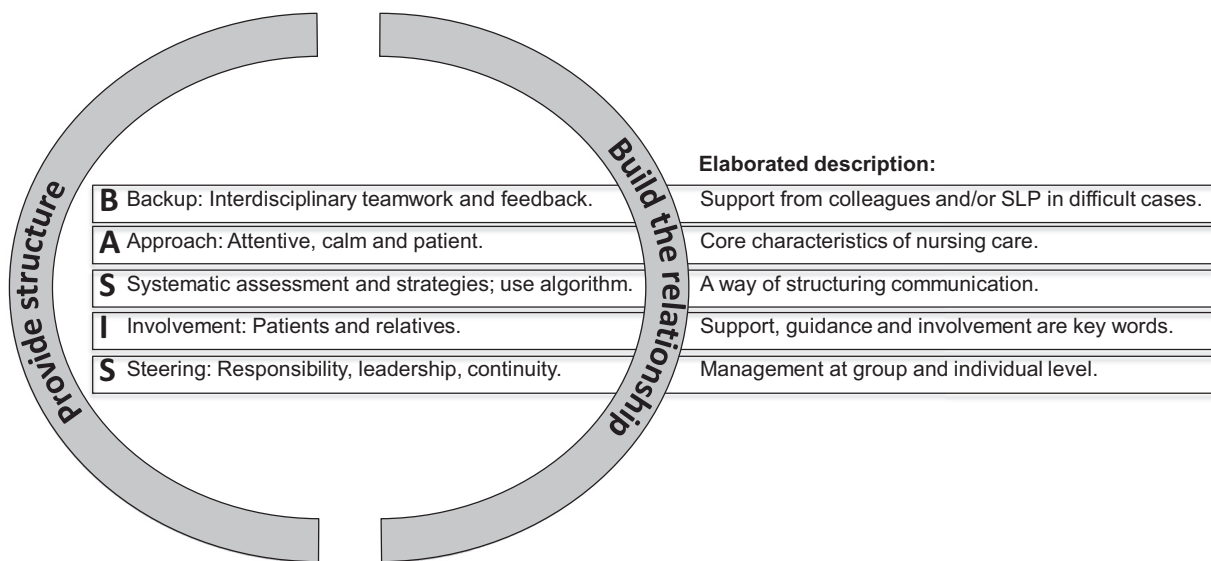 Provide structure
Build the relationship
Elaborated description:
B Backup: Interdisciplinary teamwork and feedback. Support from colleagues and/or SLP in difficult cases.
A Approach: Attentive, calm and patient. Core characteristics of nursing care.
S Systematic assessment and strategies; use algorithm. A way of structuring communication.
I Involvement: Patients and relatives. Support, guidance and involvement are key words.
S Steering: Responsibility, leadership, continuity. Management at group and individual level.